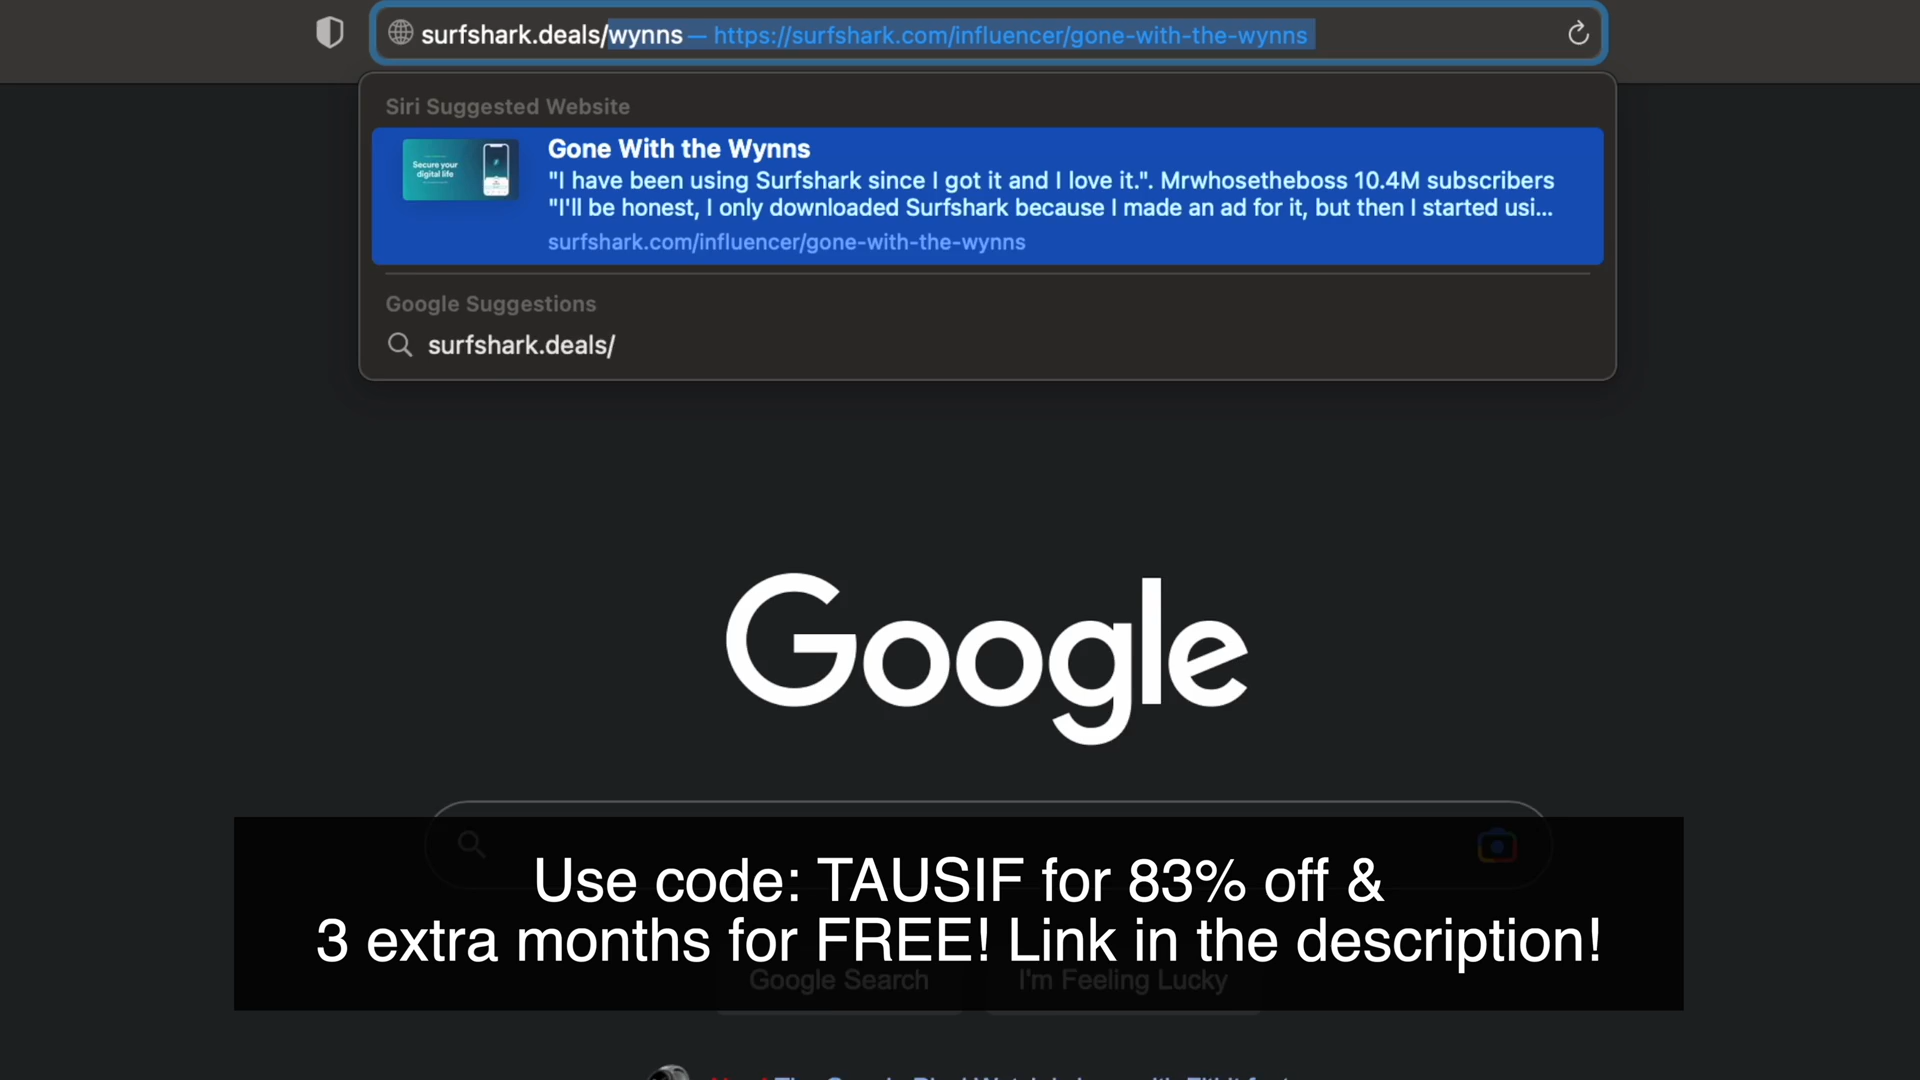 surfshark.deals/wynns — https://surfshark.com/influencer/gone-with-the-wynns
Siri Suggested Website
Secure your
digital life
Gone With the Wynns
"I have been using Surfshark since I got it and I love it.". Mrwhosetheboss 10.4M subscribers
"I'll be honest, I only downloaded Surfshark because I made an ad for it, but then I started usi...
surfshark.com/influencer/gone-with-the-wynns
Google Suggestions
surfshark.deals/
Google
Use code: TAUSIF for 83% off &
3 extra months for FREE! Link in the description!
Google Search
I'm Feeling Lucky